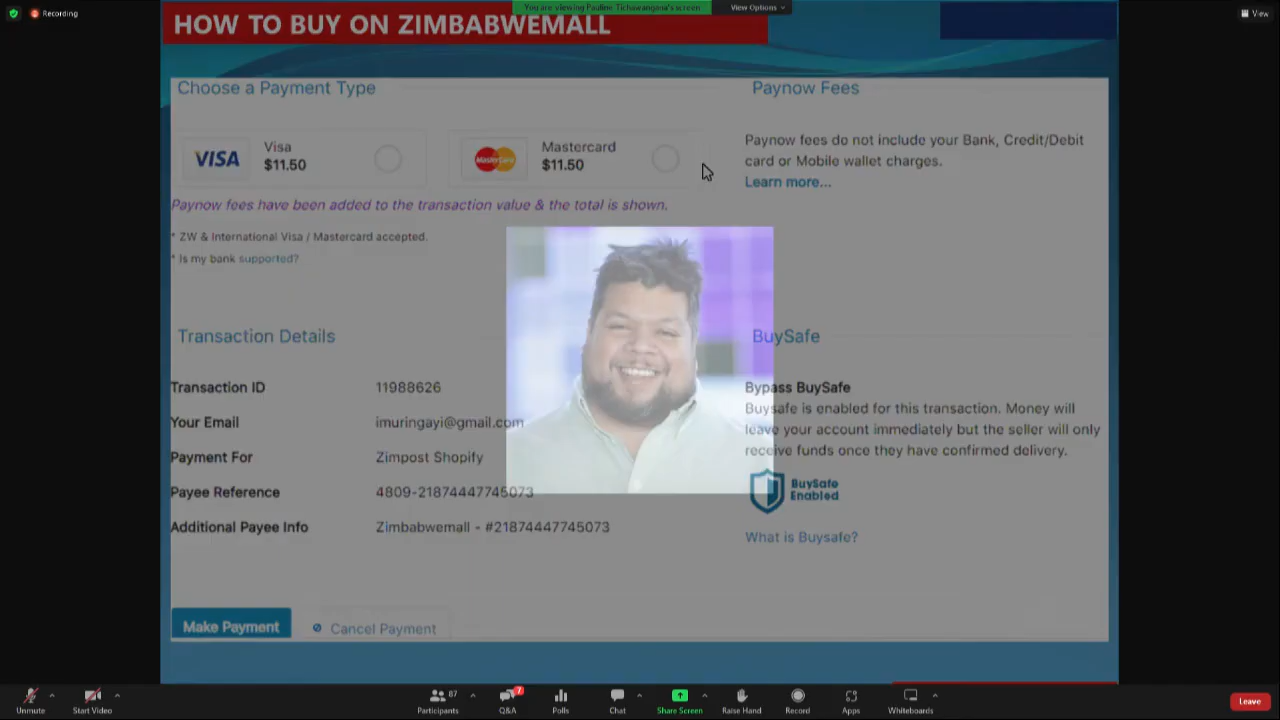 Recording
You are viewing Pauline Tichawangana's screen
View Options
View
HOW TO BUY ON ZIMBABWEMALL
Choose a Payment Type
Paynow Fees
VISA
Visa
$11.50
MasterCard
Mastercard
$11.50
Paynow fees do not include your Bank, Credit/Debit
card or Mobile wallet charges.
Learn more...
Paynow fees have been added to the transaction value & the total is shown.
* ZW & International Visa / Mastercard accepted.
* Is my bank supported?
Transaction Details
BuySafe
Transaction ID 11988626
Your Email imuringayi@gmail.com
Payment For Zimpost Shopify
Payee Reference 4809-21874447745073
Additional Payee Info Zimbabwemall - #21874447745073
Bypass BuySafe
Buysafe is enabled for this transaction. Money will
leave your account immediately but the seller will only
receive funds once they have confirmed delivery.
BuySafe
Enabled
What is Buysafe?
Make Payment
Cancel Payment
Unmute
Start Video
87
Participants
7
Q&A
Polls
Chat
Share Screen
Raise Hand
Record
Apps
Whiteboards
Leave